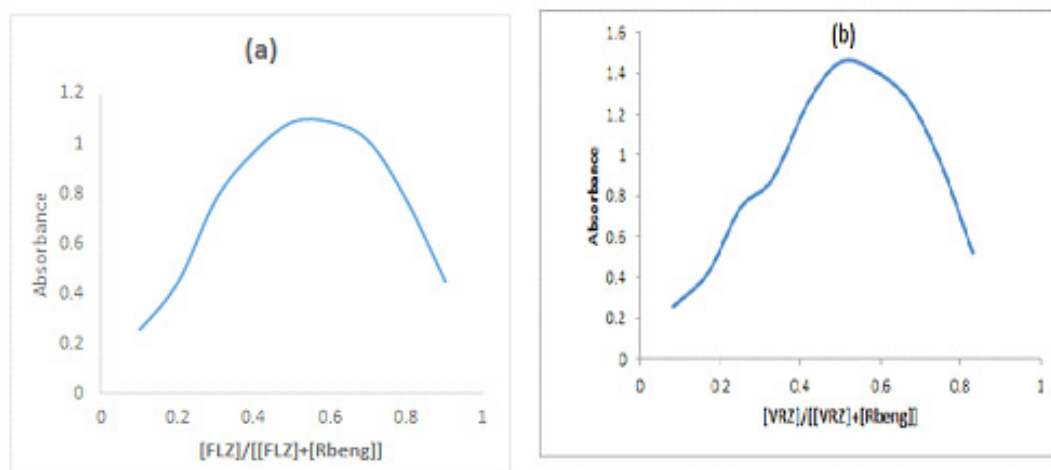 (a)
1.2
1
0.8
0.6
0.4
0.2
0
Absorbance
0 0.2 0.4 0.6 0.8 1
[FLZ]/[[FLZ]+[Rbeng]]
(b)
1.6
1.4
1.2
1
0.8
0.6
0.4
0.2
0
Absorbance
0 0.2 0.4 0.6 0.8 1
[VRZ]/[[VRZ]+[Rbeng]]